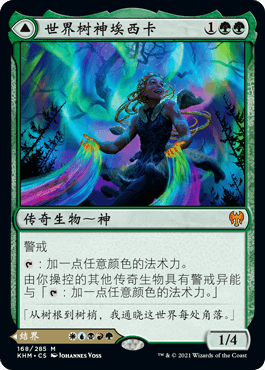 世界树神埃西卡 1
传奇生物～神
警戒
：加一点任意颜色的法术力。
由你操控的其他传奇生物具有警戒异能
与「：加一点任意颜色的法术力。」
「从树根到树梢，我通晓这世界每处角落。」
结界
1/4
168/285 M
KHM • CS JOHANNES VOSS
™ & © 2021 Wizards of the Coast